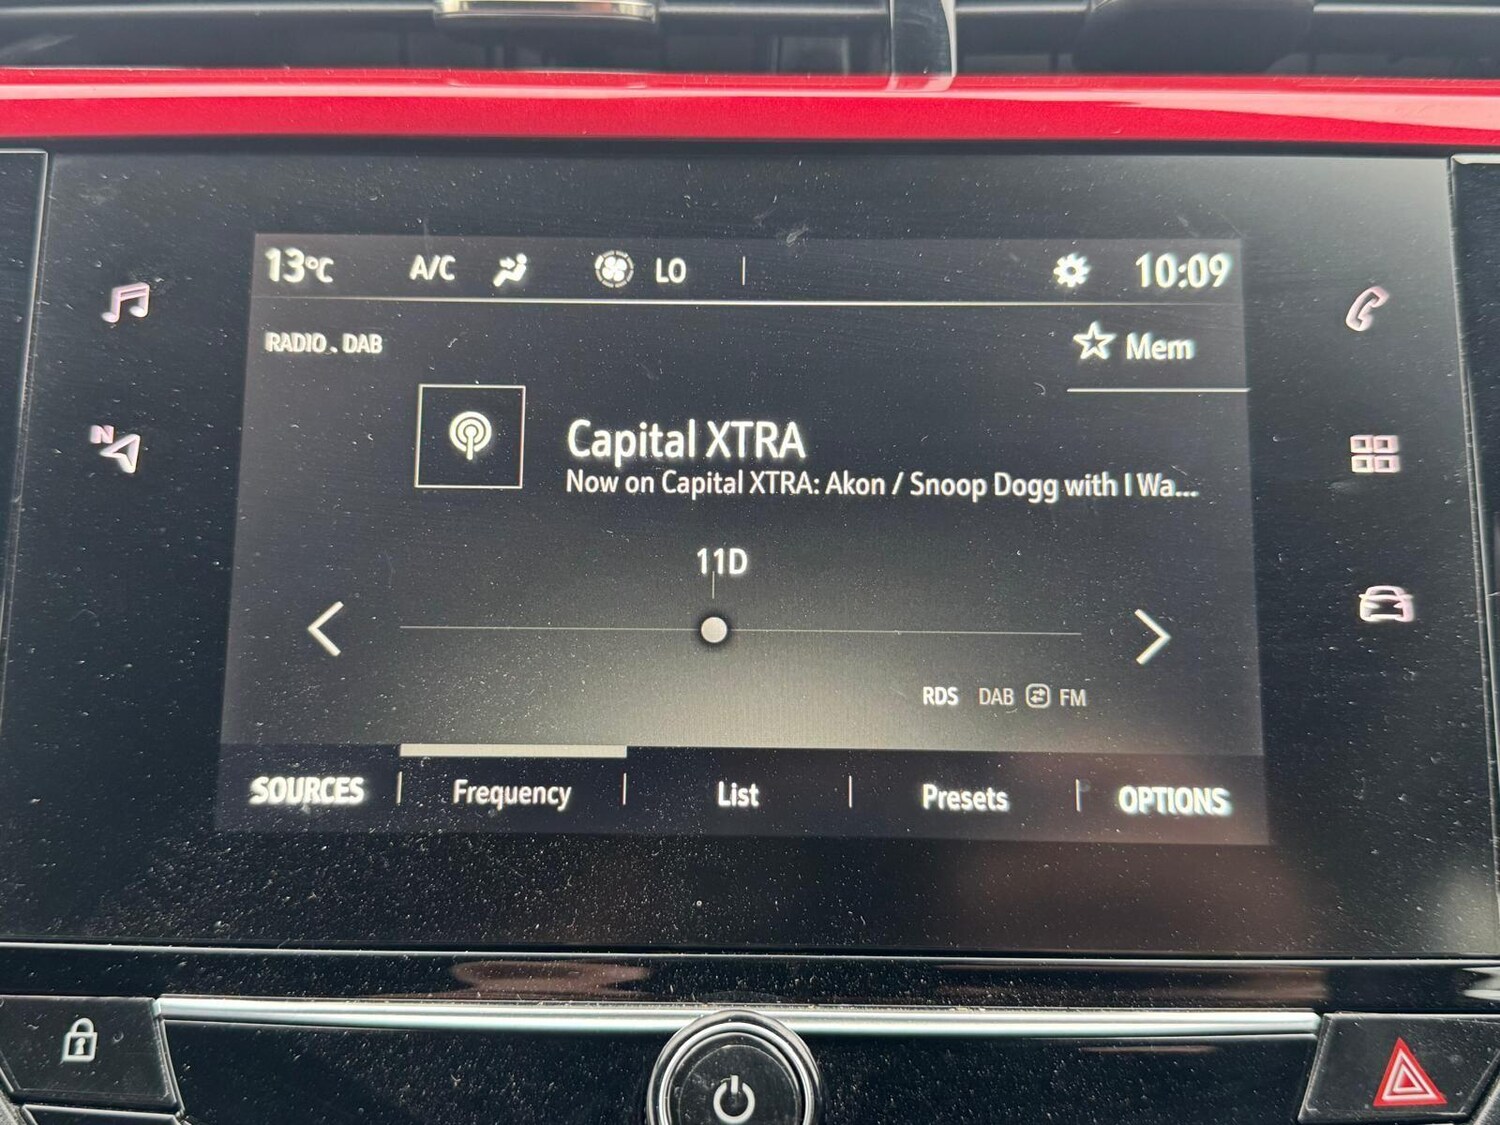 13°C A/C LO 10:09
RADIO . DAB
Mem
Capital XTRA
Now on Capital XTRA: Akon / Snoop Dogg with I Wa...
11D
RDS DAB FM
SOURCES Frequency List Presets OPTIONS
N